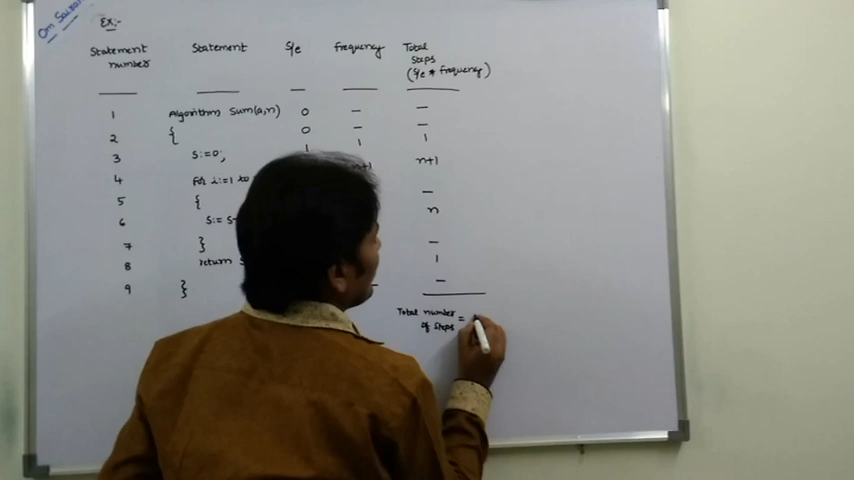 Om Sairam
Ex:-
Statement number Statement S/e frequency Total Steps (S/e * frequency)
1 Algorithm Sum(a,n) 0 — —
2 { 0 — —
3 S:=0; 1 1 1
4 for i:=1 to n+1 n+1
5 { —
6 S:= S n
7 } —
8 return 1
9 } — —
Total number of steps =